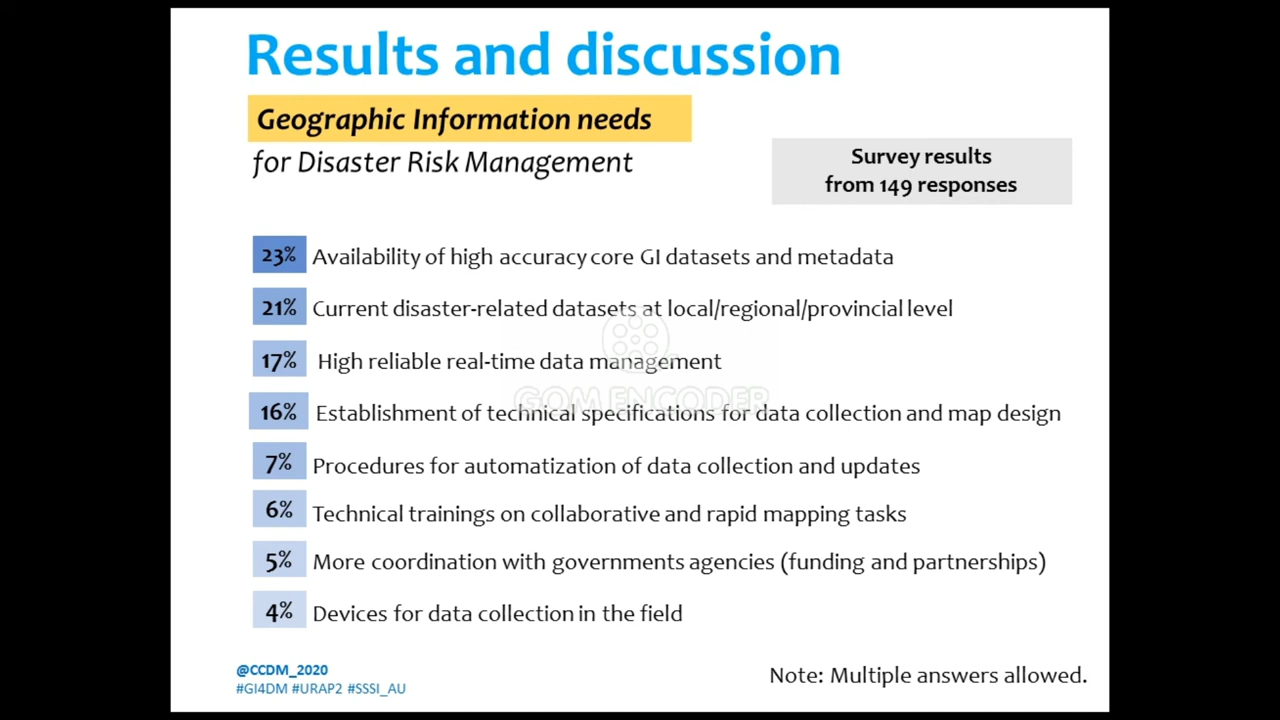 Results and discussion
Geographic Information needs
for Disaster Risk Management
Survey results
from 149 responses
23% Availability of high accuracy core GI datasets and metadata
21% Current disaster-related datasets at local/regional/provincial level
17% High reliable real-time data management
GOM ENCODER
16% Establishment of technical specifications for data collection and map design
7% Procedures for automatization of data collection and updates
6% Technical trainings on collaborative and rapid mapping tasks
5% More coordination with governments agencies (funding and partnerships)
4% Devices for data collection in the field
@CCDM_2020
#GI4DM #URAP2 #SSSI_AU
Note: Multiple answers allowed.